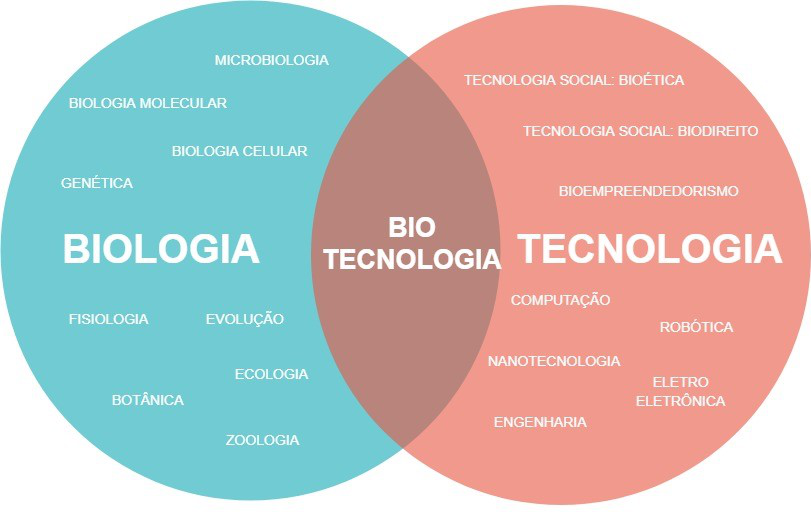 MICROBIOLOGIA
BIOLOGIA MOLECULAR
BIOLOGIA CELULAR
GENÉTICA
BIOLOGIA
FISIOLOGIA
EVOLUÇÃO
ECOLOGIA
BOTÂNICA
ZOOLOGIA
BIO
TECNOLOGIA
TECNOLOGIA SOCIAL: BIOÉTICA
TECNOLOGIA SOCIAL: BIODIREITO
BIOEMPREENDEDORISMO
TECNOLOGIA
COMPUTAÇÃO
ROBÓTICA
NANOTECNOLOGIA
ELETRO
ELETRÔNICA
ENGENHARIA